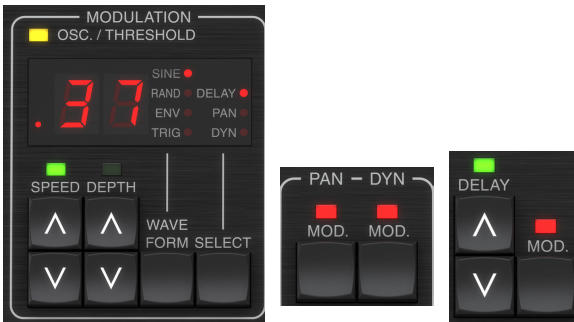 MODULATION
OSC. / THRESHOLD
.37
SINE
RAND DELAY
ENV PAN
TRIG DYN
SPEED DEPTH
WAVE
FORM SELECT
PAN – DYN
MOD. MOD.
DELAY
MOD.